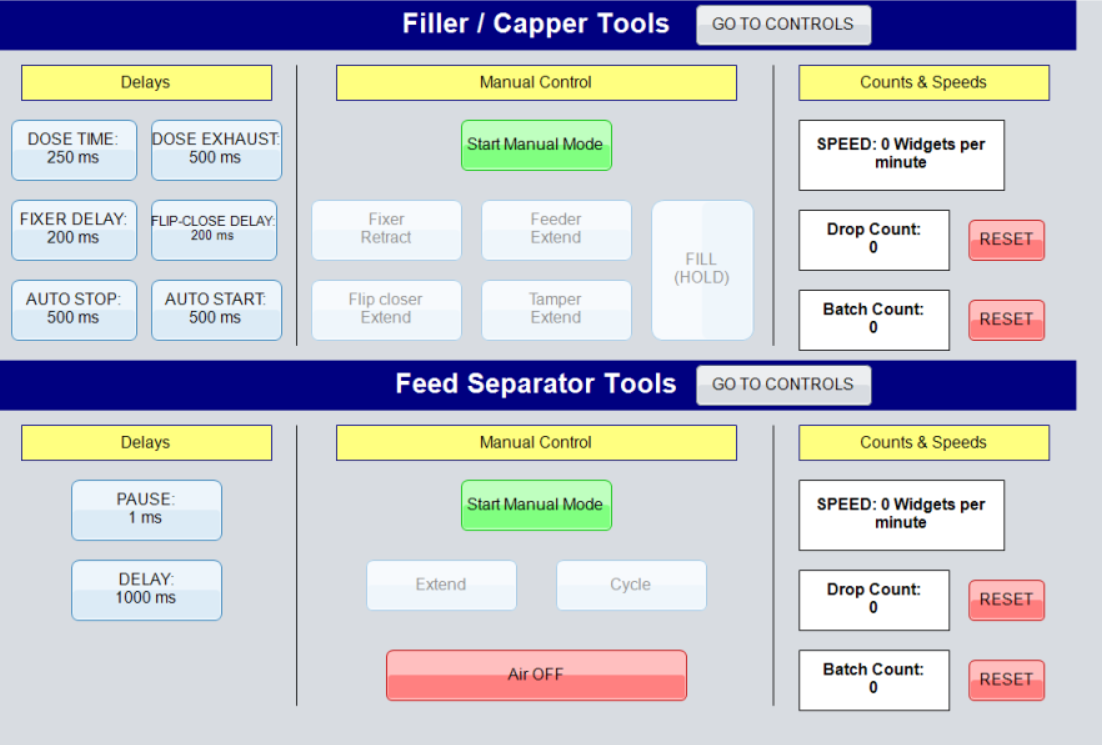 Filler / Capper Tools
GO TO CONTROLS
Delays
DOSE TIME:
250 ms
DOSE EXHAUST:
500 ms
FIXER DELAY:
200 ms
FLIP-CLOSE DELAY:
200 ms
AUTO STOP:
500 ms
AUTO START:
500 ms
Manual Control
Start Manual Mode
Fixer
Retract
Feeder
Extend
FILL
(HOLD)
Flip closer
Extend
Tamper
Extend
Counts & Speeds
SPEED: 0 Widgets per
minute
Drop Count:
0
RESET
Batch Count:
0
RESET
Feed Separator Tools
GO TO CONTROLS
Delays
PAUSE:
1 ms
DELAY:
1000 ms
Manual Control
Start Manual Mode
Extend
Cycle
Air OFF
Counts & Speeds
SPEED: 0 Widgets per
minute
Drop Count:
0
RESET
Batch Count:
0
RESET